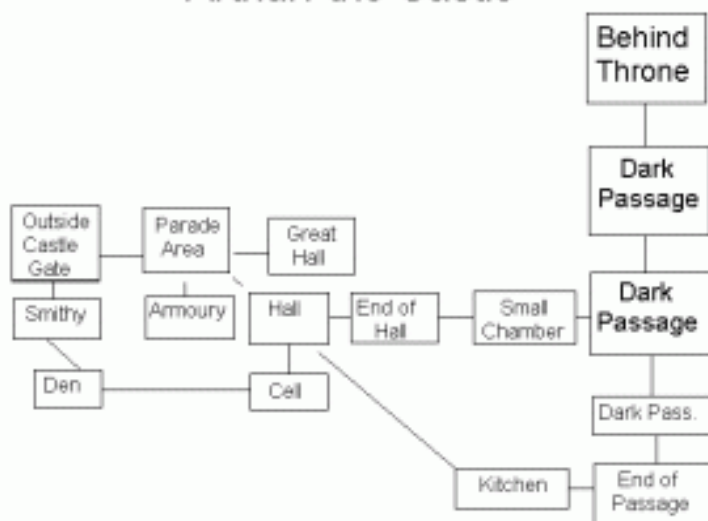 Behind
Throne
Dark
Passage
Outside
Castle
Gate
Parade
Area
Great
Hall
Smithy
Armoury
Hall
End of
Hall
Small
Chamber
Dark
Passage
Den
Cell
Dark Pass.
Kitchen
End of
Passage